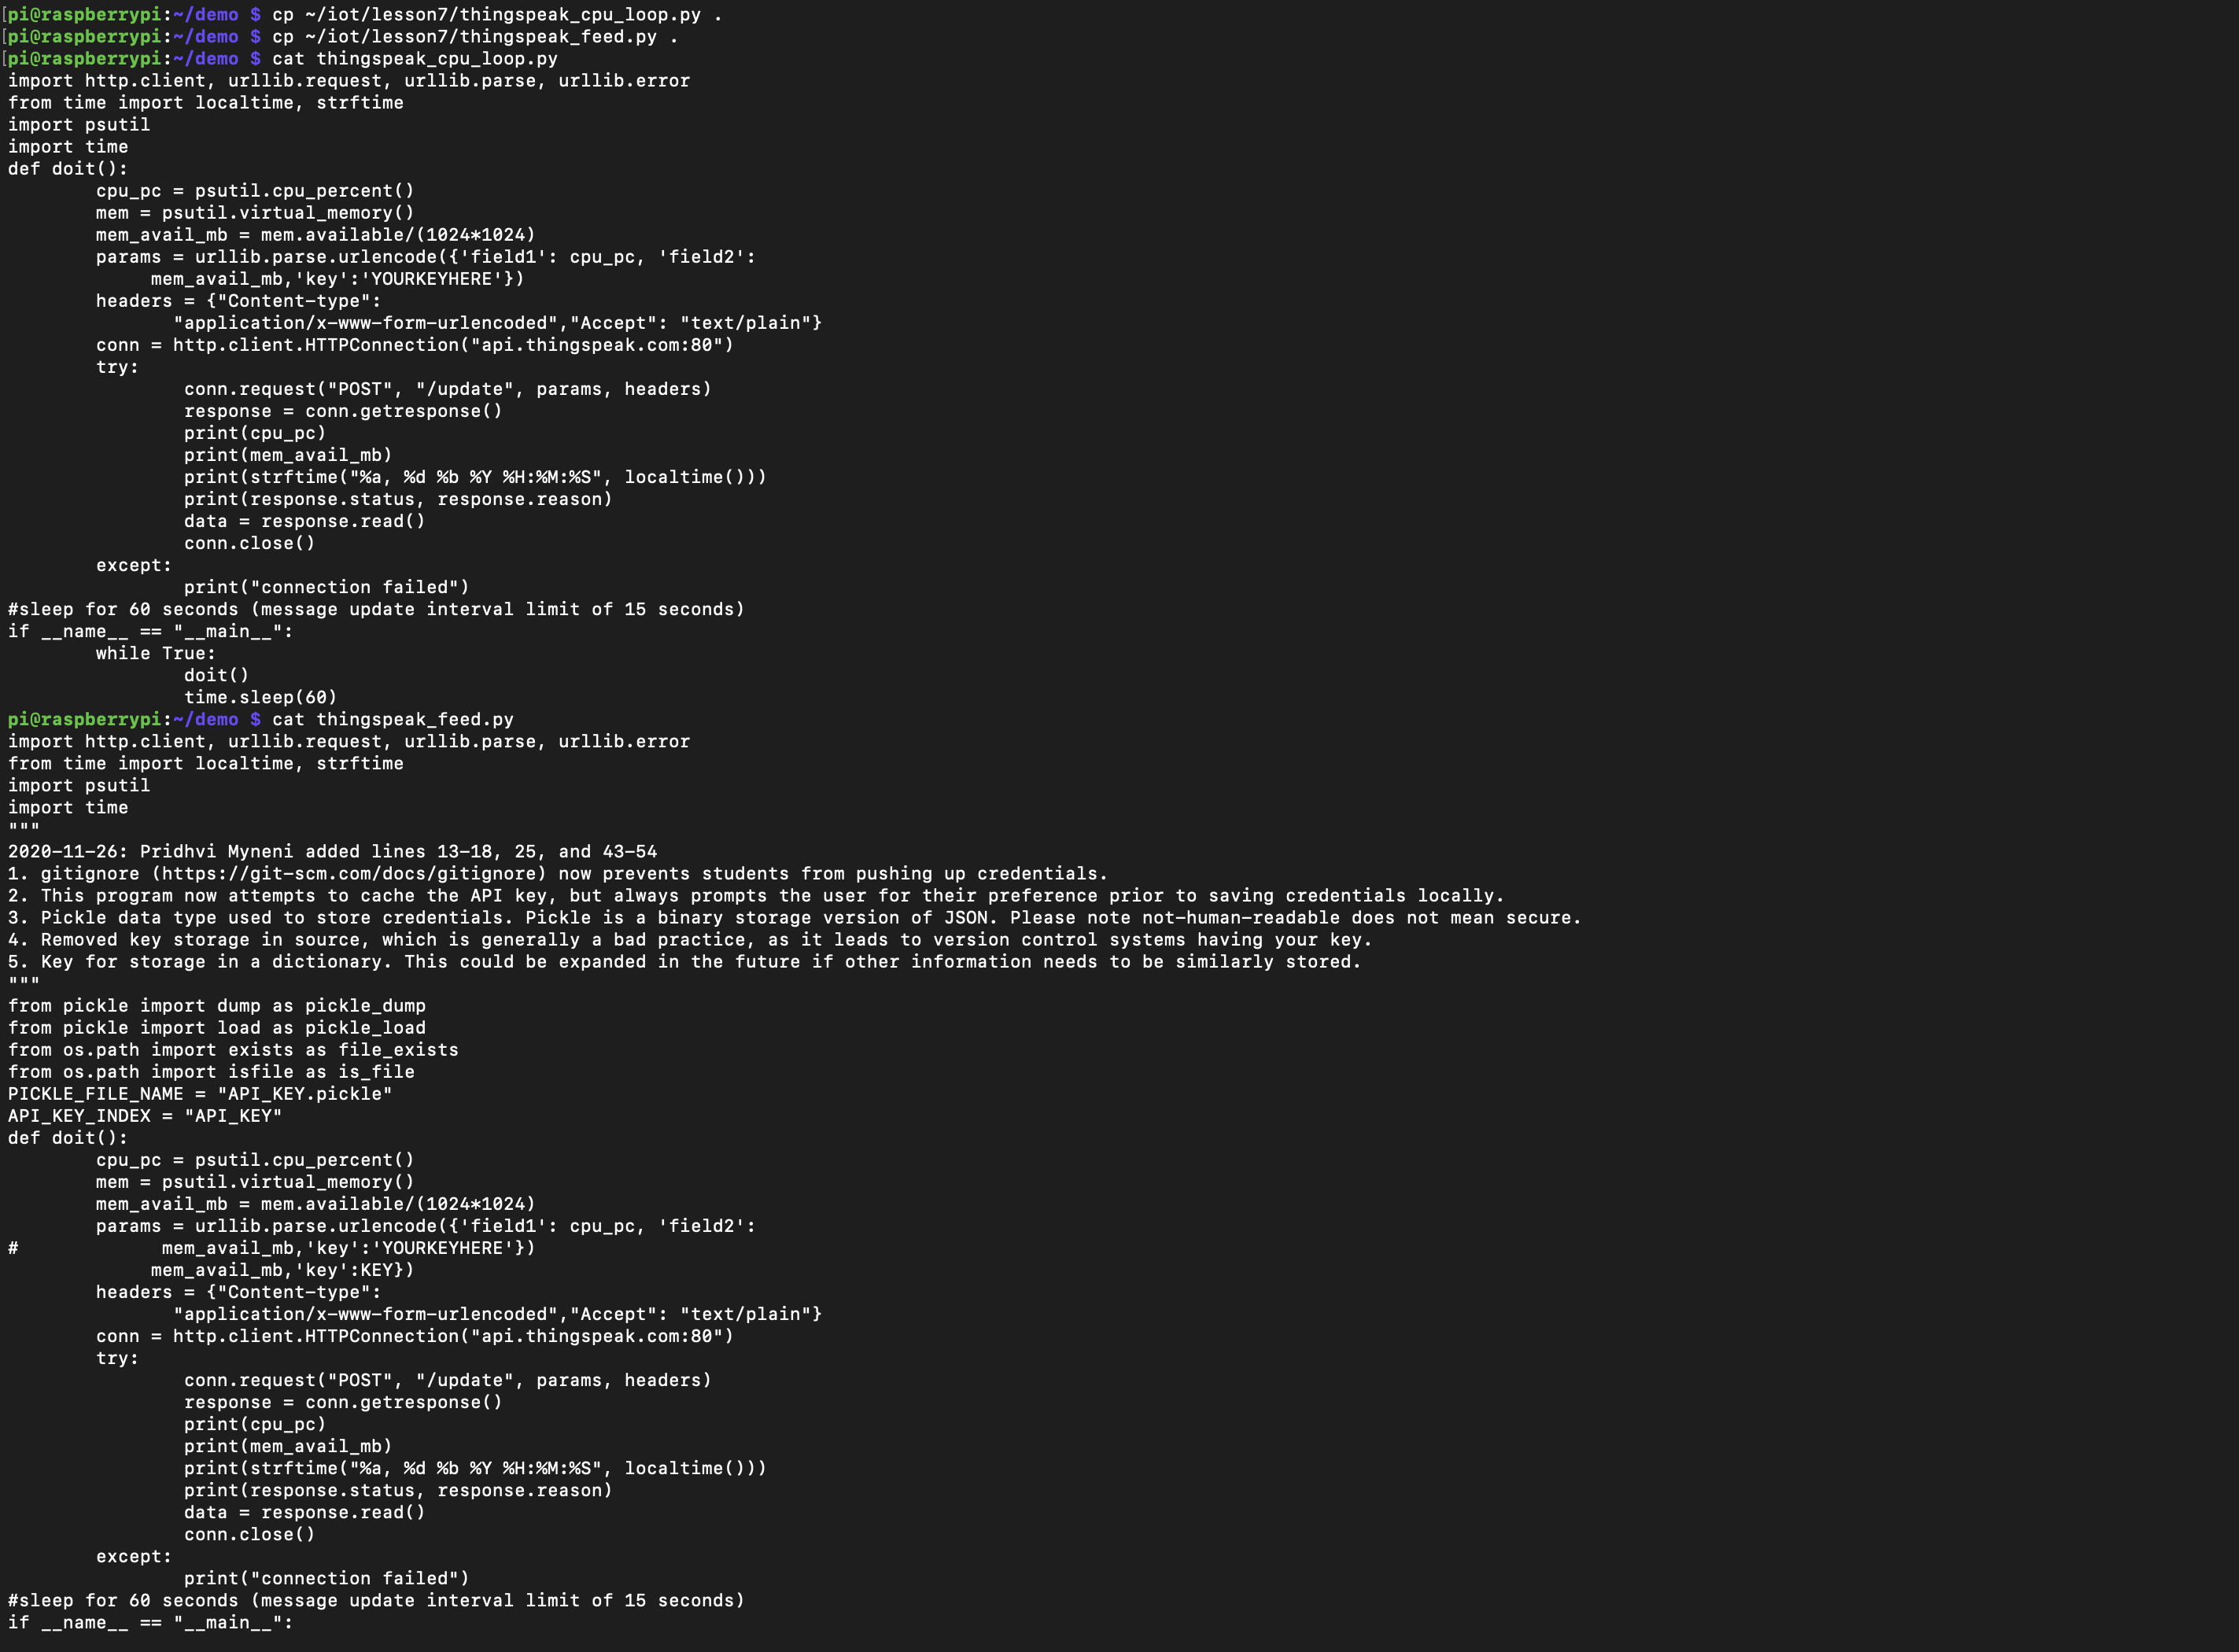 pi@raspberrypi:~/demo $ cp ~/iot/lesson7/thingspeak_cpu_loop.py .
[pi@raspberrypi:~/demo $ cp ~/iot/lesson7/thingspeak_feed.py .
[pi@raspberrypi:~/demo $ cat thingspeak_cpu_loop.py
import http.client, urllib.request, urllib.parse, urllib.error
from time import localtime, strftime
import psutil
import time
def doit():
        cpu_pc = psutil.cpu_percent()
        mem = psutil.virtual_memory()
        mem_avail_mb = mem.available/(1024*1024)
        params = urllib.parse.urlencode({'field1': cpu_pc, 'field2':
             mem_avail_mb,'key':'YOURKEYHERE'})
        headers = {"Content-type":
               "application/x-www-form-urlencoded","Accept": "text/plain"}
        conn = http.client.HTTPConnection("api.thingspeak.com:80")
        try:
                conn.request("POST", "/update", params, headers)
                response = conn.getresponse()
                print(cpu_pc)
                print(mem_avail_mb)
                print(strftime("%a, %d %b %Y %H:%M:%S", localtime()))
                print(response.status, response.reason)
                data = response.read()
                conn.close()
        except:
                print("connection failed")
#sleep for 60 seconds (message update interval limit of 15 seconds)
if __name__ == "__main__":
        while True:
                doit()
                time.sleep(60)
pi@raspberrypi:~/demo $ cat thingspeak_feed.py
import http.client, urllib.request, urllib.parse, urllib.error
from time import localtime, strftime
import psutil
import time
"""
2020-11-26: Pridhvi Myneni added lines 13-18, 25, and 43-54
1. gitignore (https://git-scm.com/docs/gitignore) now prevents students from pushing up credentials.
2. This program now attempts to cache the API key, but always prompts the user for their preference prior to saving credentials locally.
3. Pickle data type used to store credentials. Pickle is a binary storage version of JSON. Please note not-human-readable does not mean secure.
4. Removed key storage in source, which is generally a bad practice, as it leads to version control systems having your key.
5. Key for storage in a dictionary. This could be expanded in the future if other information needs to be similarly stored.
"""
from pickle import dump as pickle_dump
from pickle import load as pickle_load
from os.path import exists as file_exists
from os.path import isfile as is_file
PICKLE_FILE_NAME = "API_KEY.pickle"
API_KEY_INDEX = "API_KEY"
def doit():
        cpu_pc = psutil.cpu_percent()
        mem = psutil.virtual_memory()
        mem_avail_mb = mem.available/(1024*1024)
        params = urllib.parse.urlencode({'field1': cpu_pc, 'field2':
#             mem_avail_mb,'key':'YOURKEYHERE'})
             mem_avail_mb,'key':KEY})
        headers = {"Content-type":
               "application/x-www-form-urlencoded","Accept": "text/plain"}
        conn = http.client.HTTPConnection("api.thingspeak.com:80")
        try:
                conn.request("POST", "/update", params, headers)
                response = conn.getresponse()
                print(cpu_pc)
                print(mem_avail_mb)
                print(strftime("%a, %d %b %Y %H:%M:%S", localtime()))
                print(response.status, response.reason)
                data = response.read()
                conn.close()
        except:
                print("connection failed")
#sleep for 60 seconds (message update interval limit of 15 seconds)
if __name__ == "__main__":